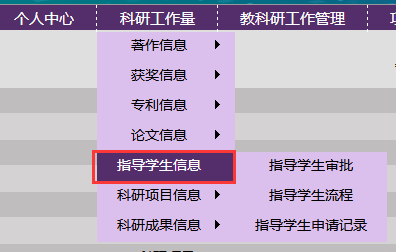 个人中心 科研工作量 教科研工作管理
著作信息
获奖信息
专利信息
论文信息
指导学生信息 指导学生审批
科研项目信息 指导学生流程
科研成果信息 指导学生申请记录